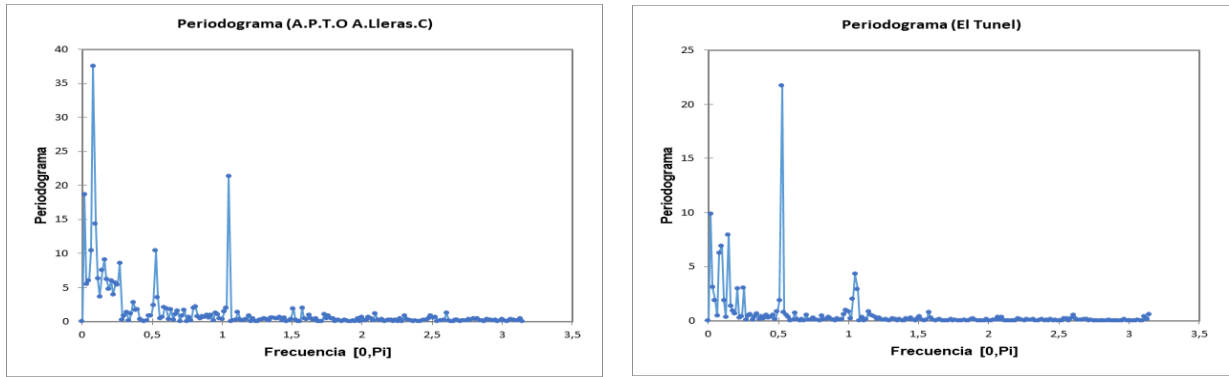 Periodograma (A.P.T.O A.Lleras.C)
40
35
30
25
20
15
10
5
0
Periodograma
0 0,5 1 1,5 2 2,5 3 3,5
Frecuencia [0,Pi]
Periodograma (El Tunel)
25
20
15
10
5
0
Periodograma
0 0,5 1 1,5 2 2,5 3 3,5
Frecuencia [0,Pi]